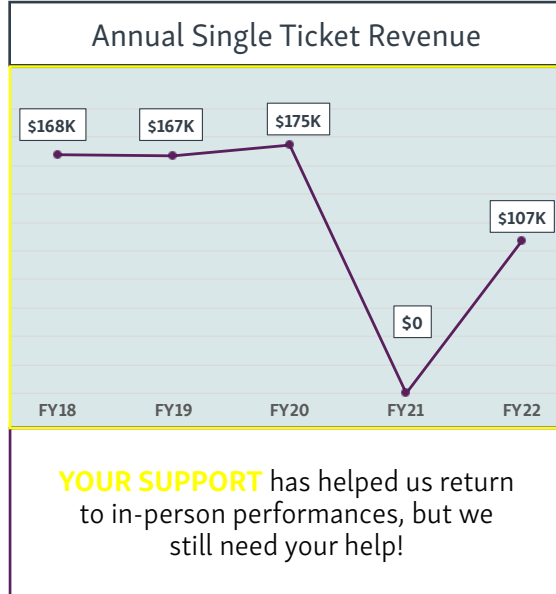 Annual Single Ticket Revenue
$168K
$167K
$175K
$107K
$0
FY18
FY19
FY20
FY21
FY22
YOUR SUPPORT has helped us return
to in-person performances, but we
still need your help!